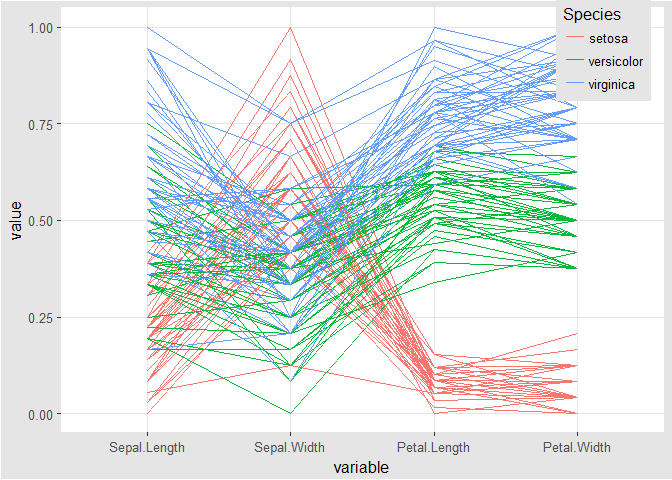 Species
setosa
versicolor
virginica
1.00
0.75
0.50
0.25
0.00
value
Sepal.Length Sepal.Width Petal.Length Petal.Width
variable